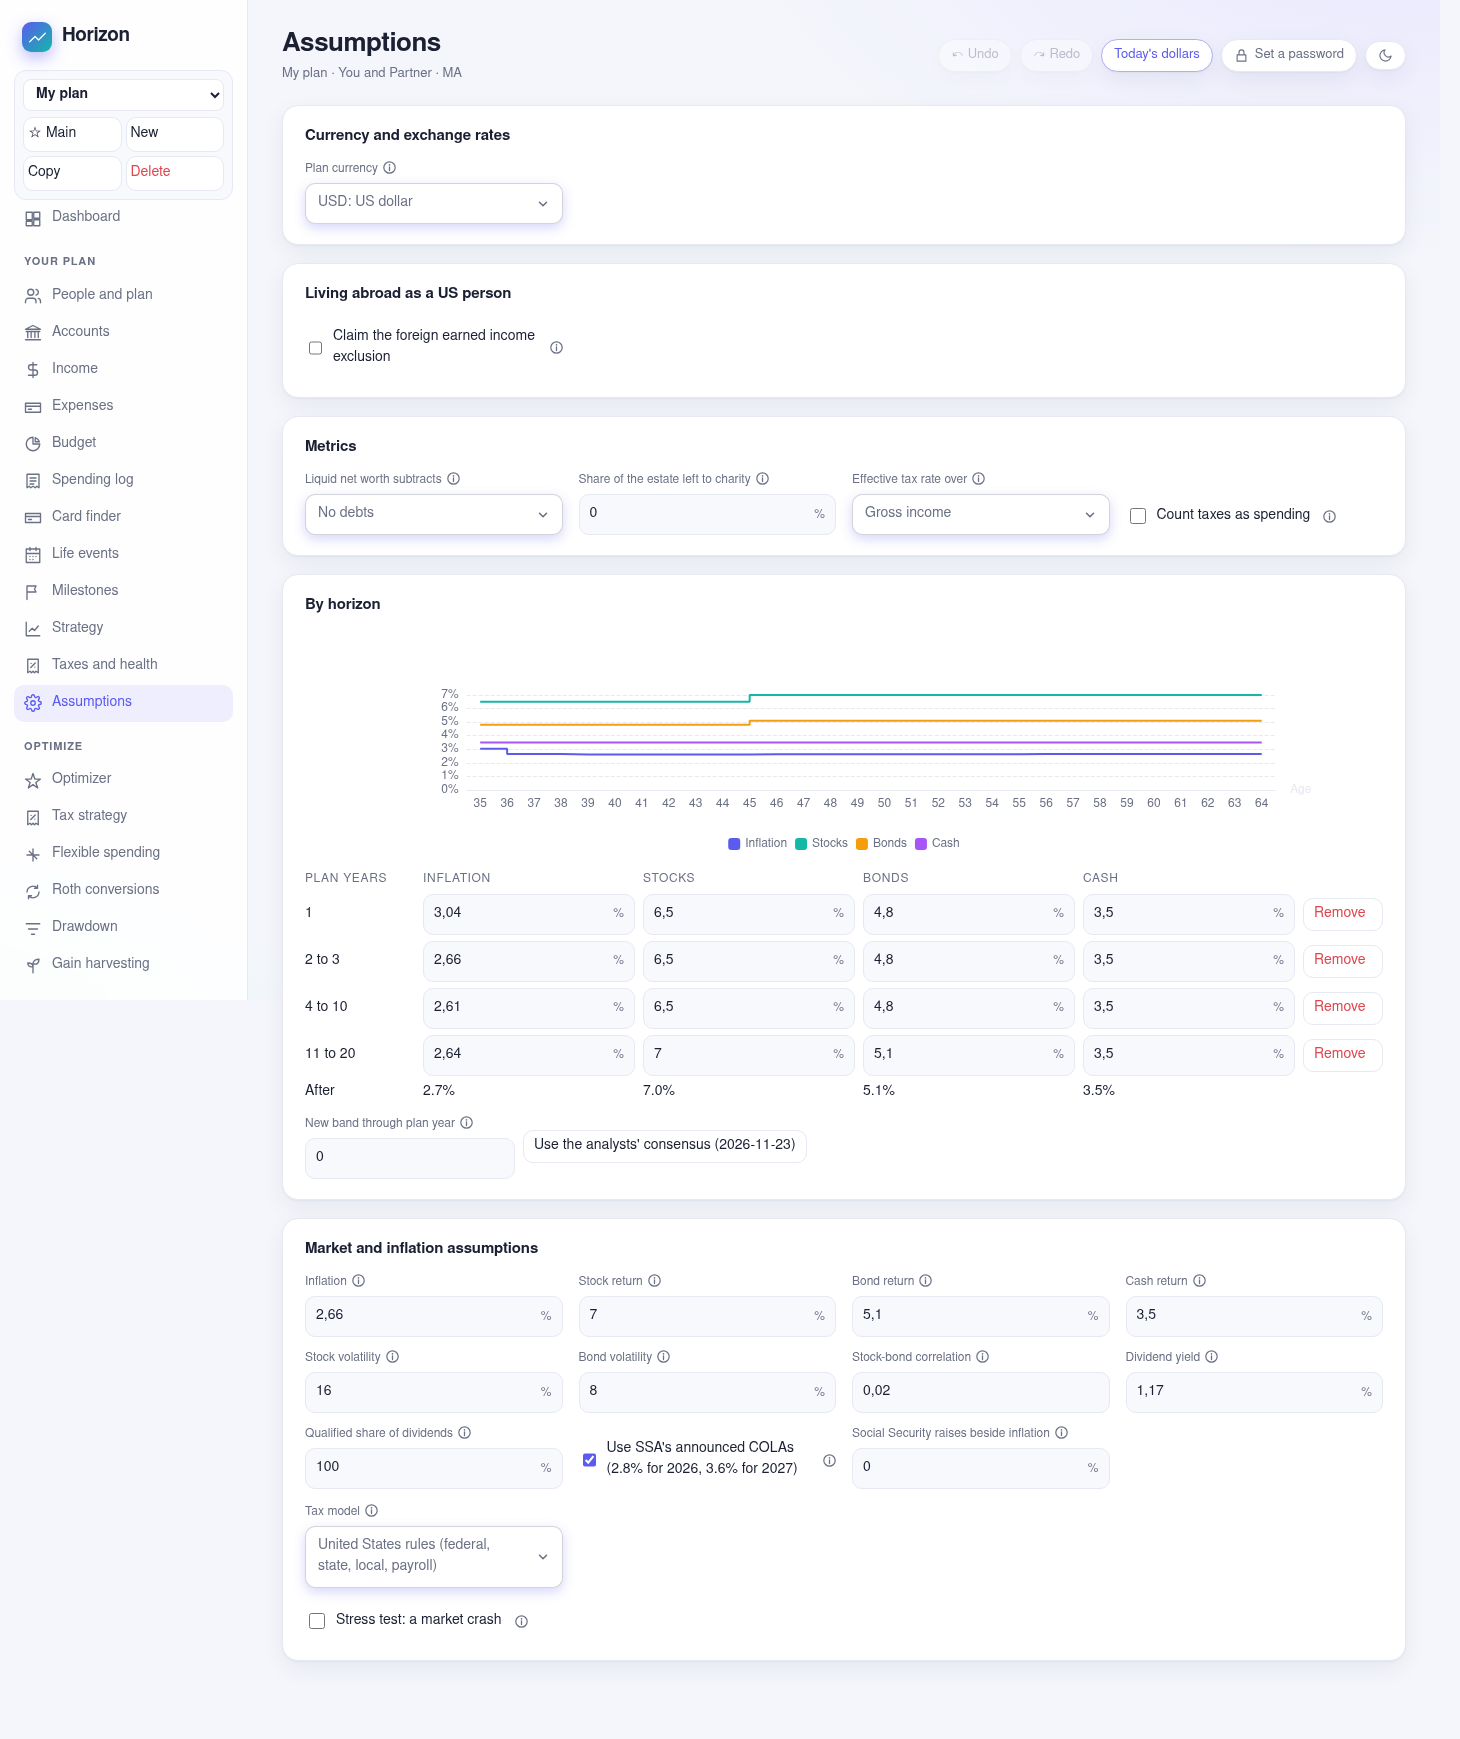 Horizon
My plan
☆ Main
New
Copy
Delete
Dashboard
YOUR PLAN
People and plan
Accounts
Income
Expenses
Budget
Spending log
Card finder
Life events
Milestones
Strategy
Taxes and health
Assumptions
OPTIMIZE
Optimizer
Tax strategy
Flexible spending
Roth conversions
Drawdown
Gain harvesting
Assumptions
My plan · You and Partner · MA
Undo
Redo
Today's dollars
Set a password
Currency and exchange rates
Plan currency
USD: US dollar
Living abroad as a US person
Claim the foreign earned income
exclusion
Metrics
Liquid net worth subtracts
Share of the estate left to charity
Effective tax rate over
No debts
0 %
Gross income
Count taxes as spending
By horizon
7%
6%
5%
4%
3%
2%
1%
0%
35 36 37 38 39 40 41 42 43 44 45 46 47 48 49 50 51 52 53 54 55 56 57 58 59 60 61 62 63 64
Age
Inflation Stocks Bonds Cash
PLAN YEARS INFLATION STOCKS BONDS CASH
1 3,04 % 6,5 % 4,8 % 3,5 % Remove
2 to 3 2,66 % 6,5 % 4,8 % 3,5 % Remove
4 to 10 2,61 % 6,5 % 4,8 % 3,5 % Remove
11 to 20 2,64 % 7 % 5,1 % 3,5 % Remove
After 2.7% 7.0% 5.1% 3.5%
New band through plan year
0
Use the analysts' consensus (2026-11-23)
Market and inflation assumptions
Inflation Stock return Bond return Cash return
2,66 % 7 % 5,1 % 3,5 %
Stock volatility Bond volatility Stock-bond correlation Dividend yield
16 % 8 % 0,02 1,17 %
Qualified share of dividends
100 %
Use SSA's announced COLAs
(2.8% for 2026, 3.6% for 2027)
Social Security raises beside inflation
0 %
Tax model
United States rules (federal,
state, local, payroll)
Stress test: a market crash